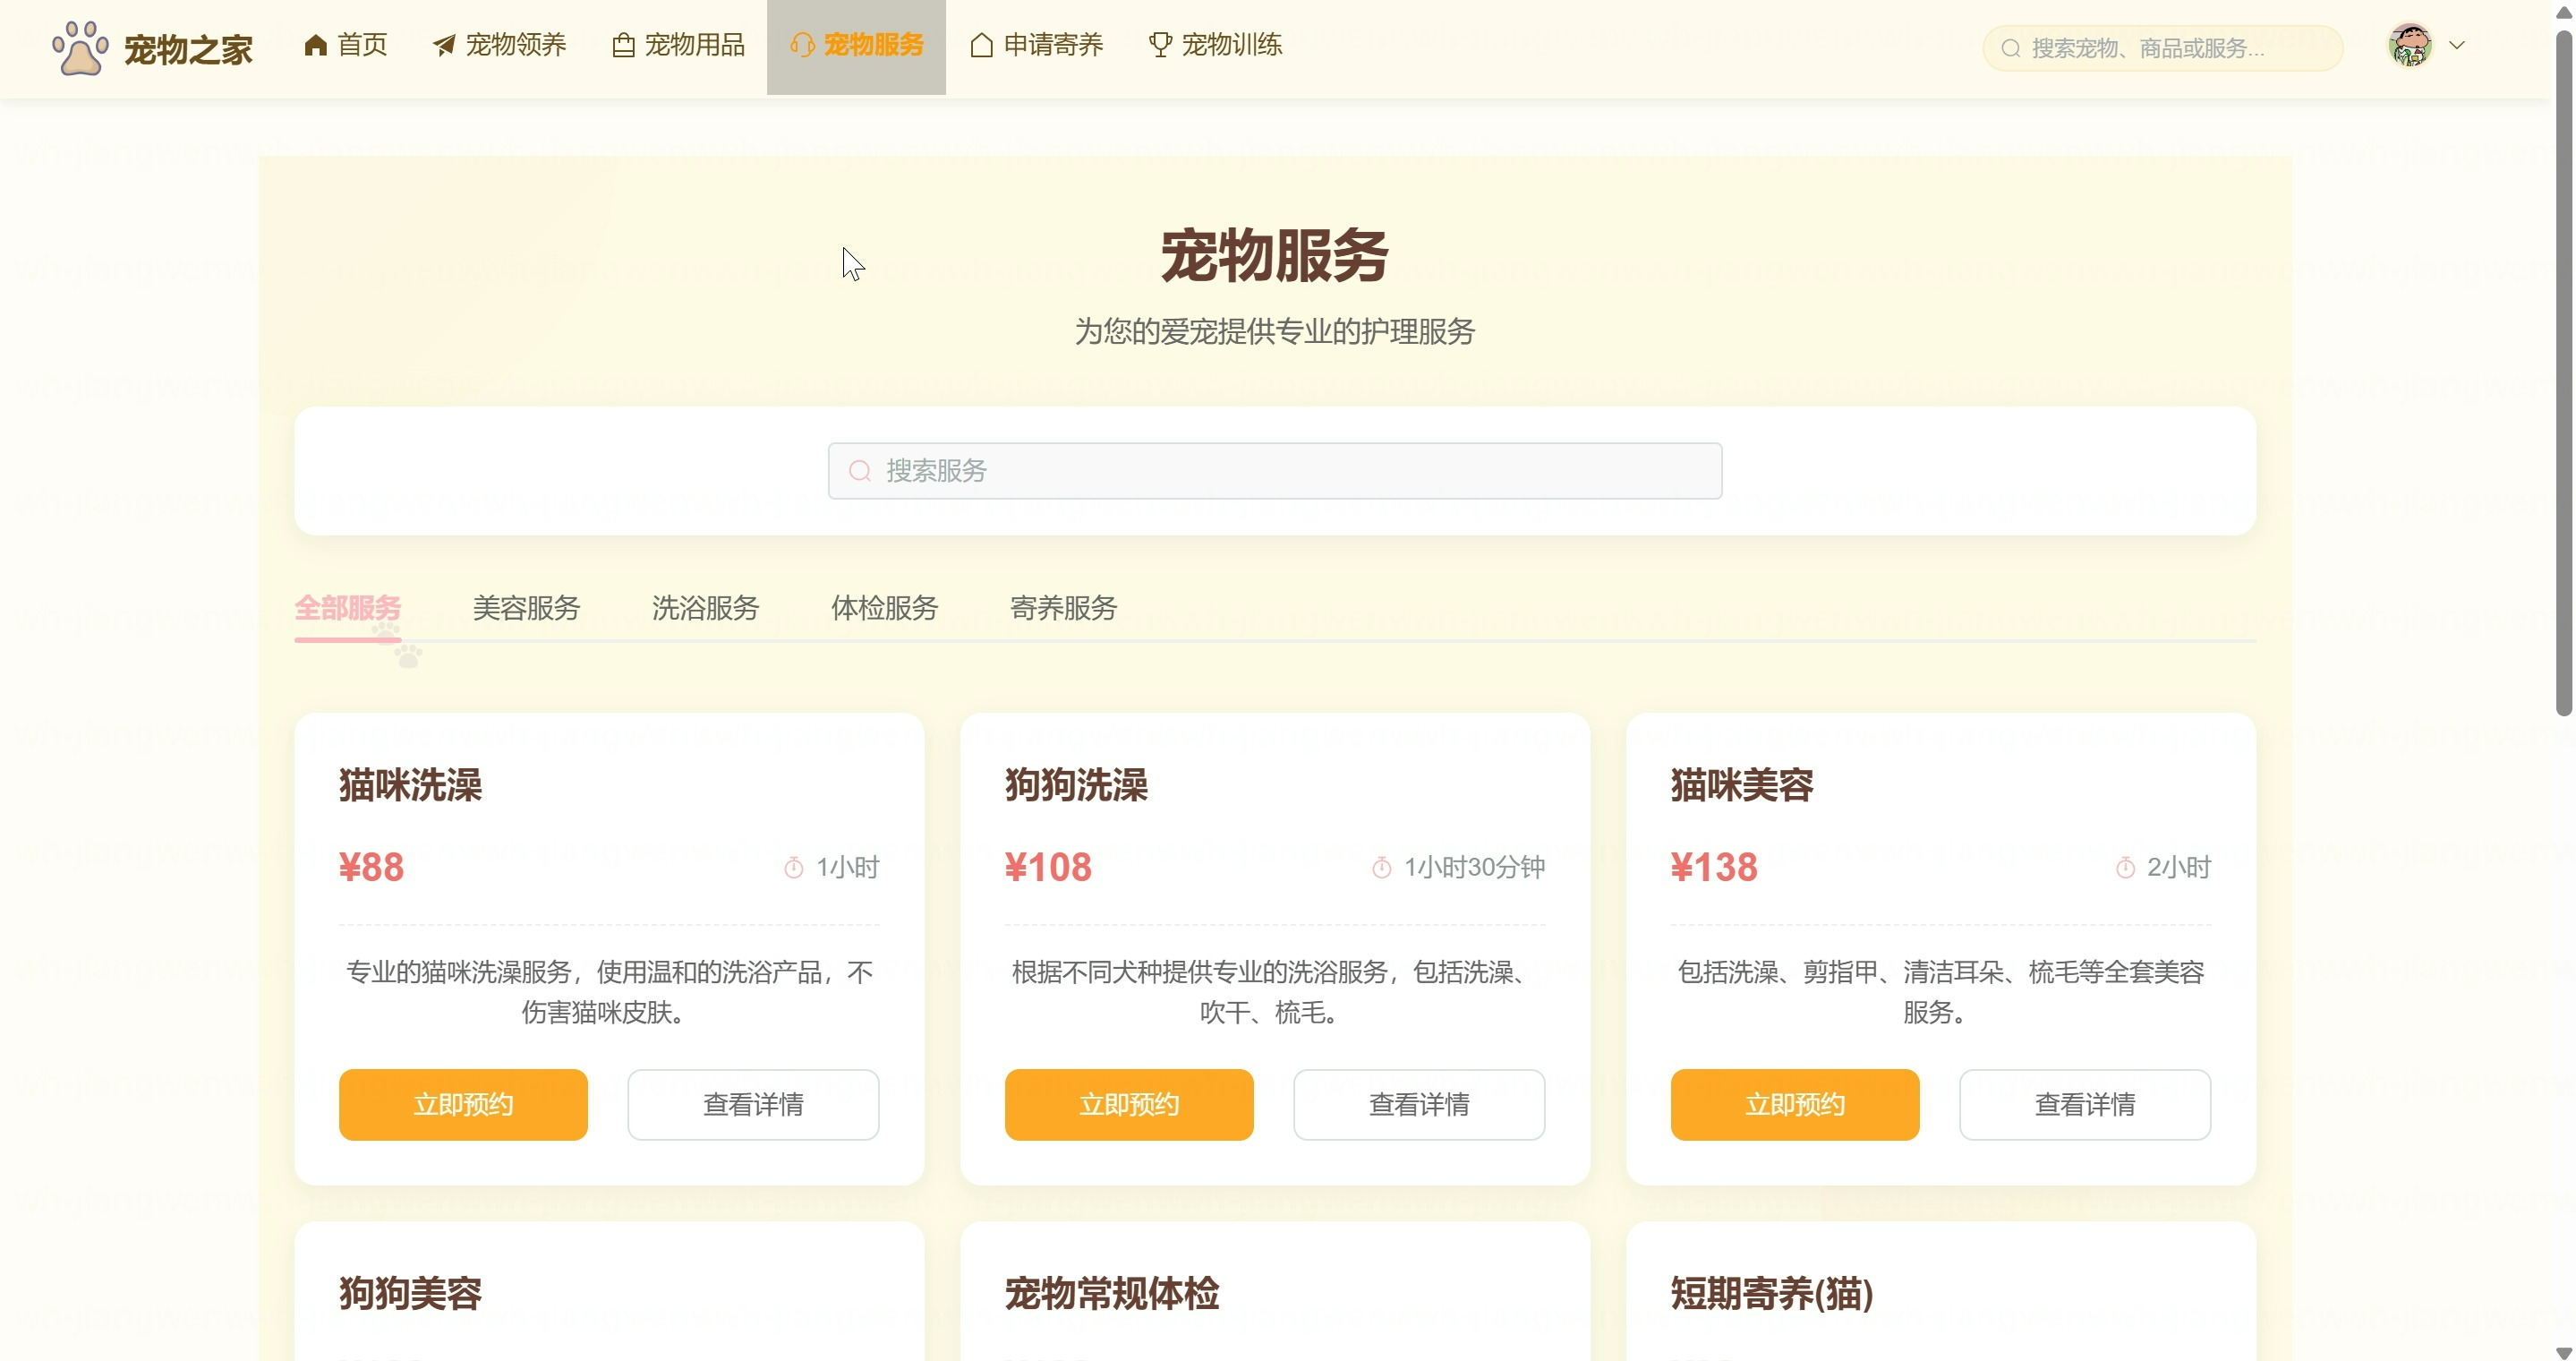 宠物之家
首页
宠物领养
宠物用品
宠物服务
申请寄养
宠物训练
搜索宠物、商品或服务...
宠物服务
为您的爱宠提供专业的护理服务
搜索服务
全部服务
美容服务
洗浴服务
体检服务
寄养服务
猫咪洗澡
¥88
1小时
专业的猫咪洗澡服务，使用温和的洗浴产品，不
伤害猫咪皮肤。
立即预约
查看详情
狗狗洗澡
¥108
1小时30分钟
根据不同犬种提供专业的洗浴服务，包括洗澡、
吹干、梳毛。
立即预约
查看详情
猫咪美容
¥138
2小时
包括洗澡、剪指甲、清洁耳朵、梳毛等全套美容
服务。
立即预约
查看详情
狗狗美容
宠物常规体检
短期寄养(猫)